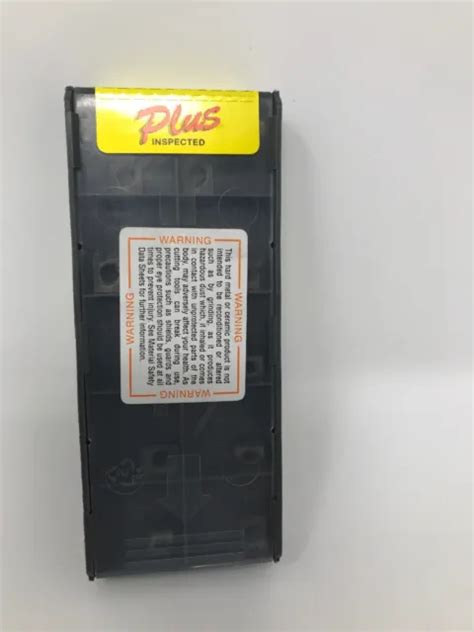 Plus
INSPECTED
WARNING
WARNING
WARNING
WARNING
This hard metal or ceramic product is not
intended to be reconditioned or altered
such as by grinding, as it produces
hazardous dust which, if inhaled or comes
in contact with unprotected parts of the
body, may adversely affect your health. As
cutting tools can break during use,
precautions such as shields, guards and
proper eye protection should be used at all
times to prevent injury. See Material Safety
Data Sheets for further information.